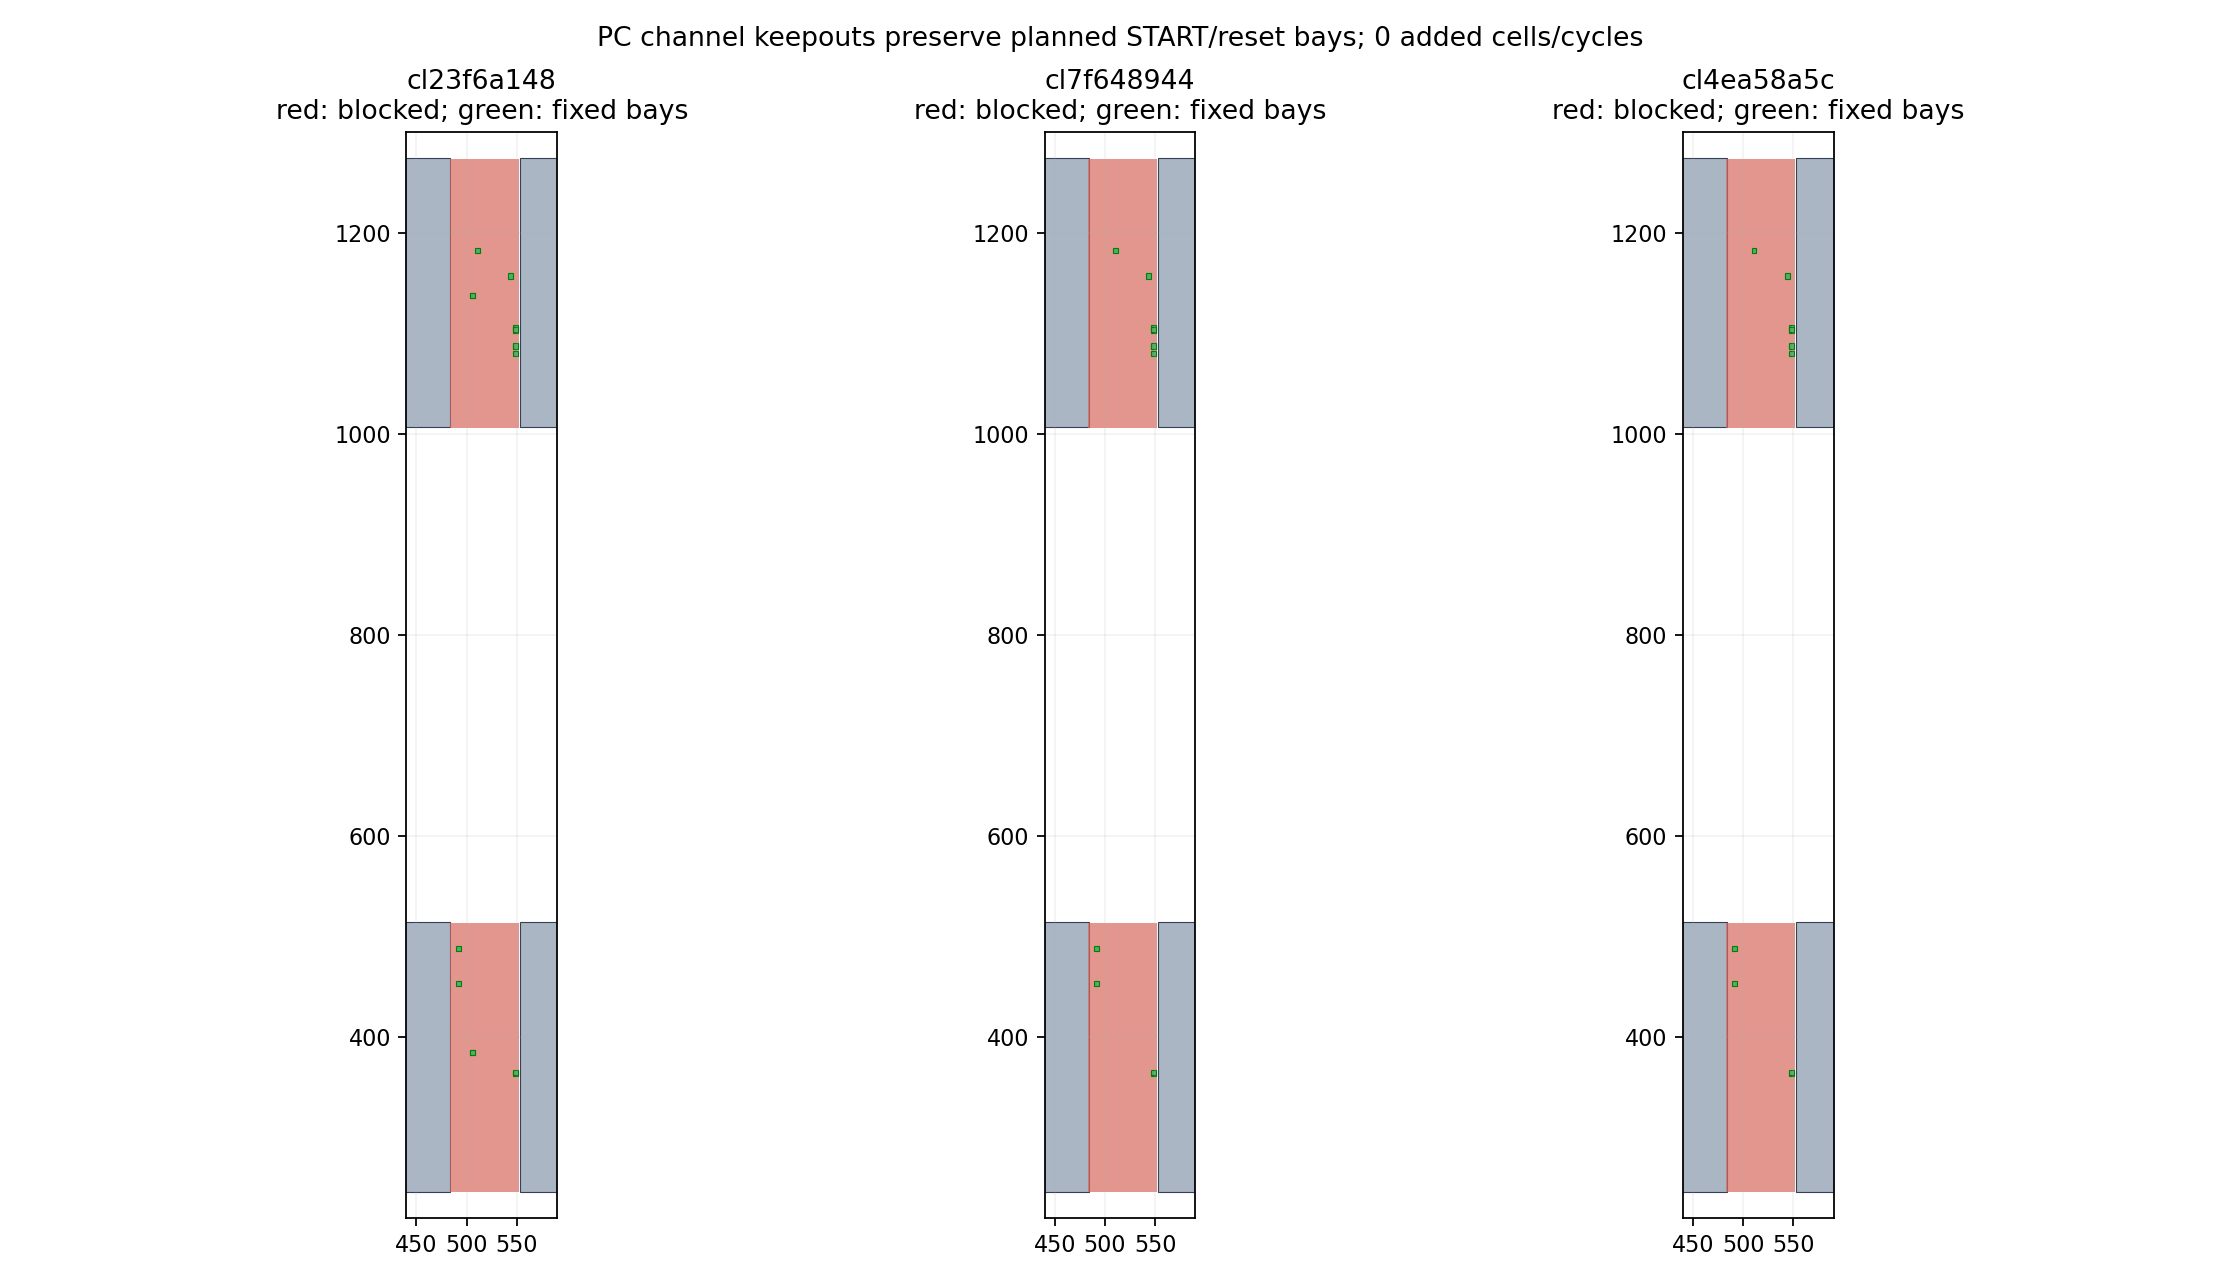 PC channel keepouts preserve planned START/reset bays; 0 added cells/cycles
cl23f6a148
red: blocked; green: fixed bays
1200
1000
800
600
400
450 500 550
cl7f648944
red: blocked; green: fixed bays
1200
1000
800
600
400
450 500 550
cl4ea58a5c
red: blocked; green: fixed bays
1200
1000
800
600
400
450 500 550